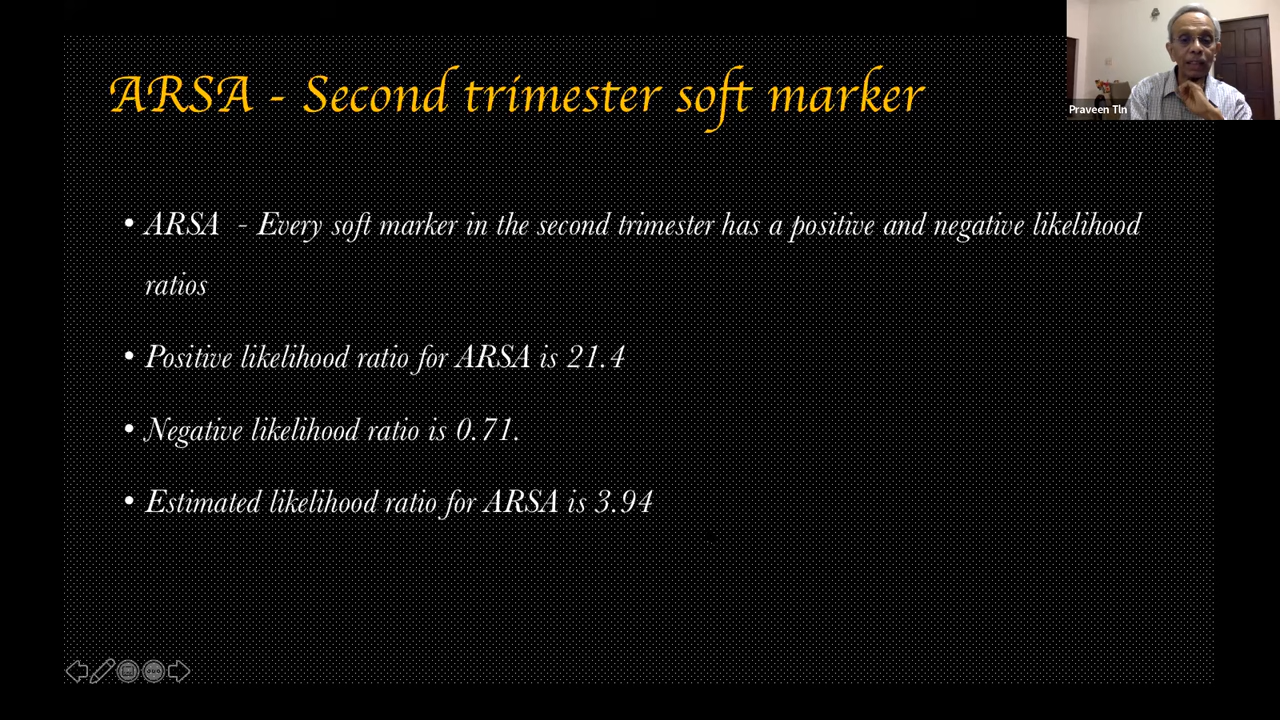 ARSA - Second trimester soft marker
Praveen Tln
• ARSA - Every soft marker in the second trimester has a positive and negative likelihood
ratios
• Positive likelihood ratio for ARSA is 21.4
• Negative likelihood ratio is 0.71.
• Estimated likelihood ratio for ARSA is 3.94